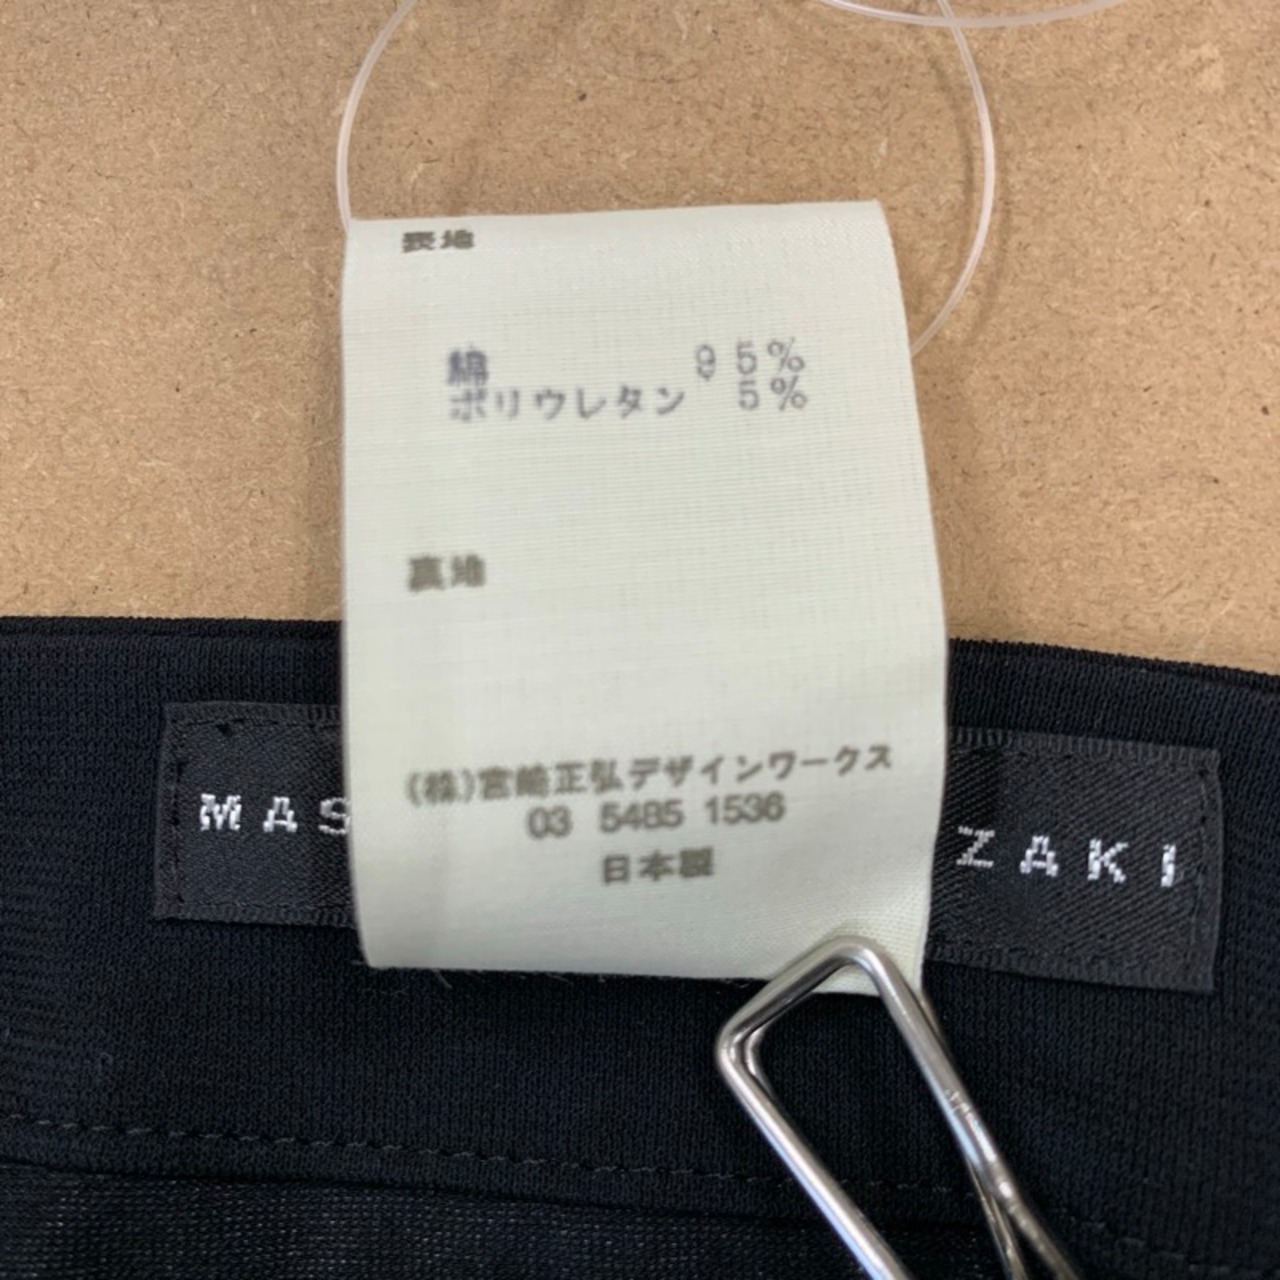 表地
綿 95%
ポリウレタン 5%
裏地
(株)宮崎正弘デザインワークス
03 5485 1536
日本製
MAS ZAKI